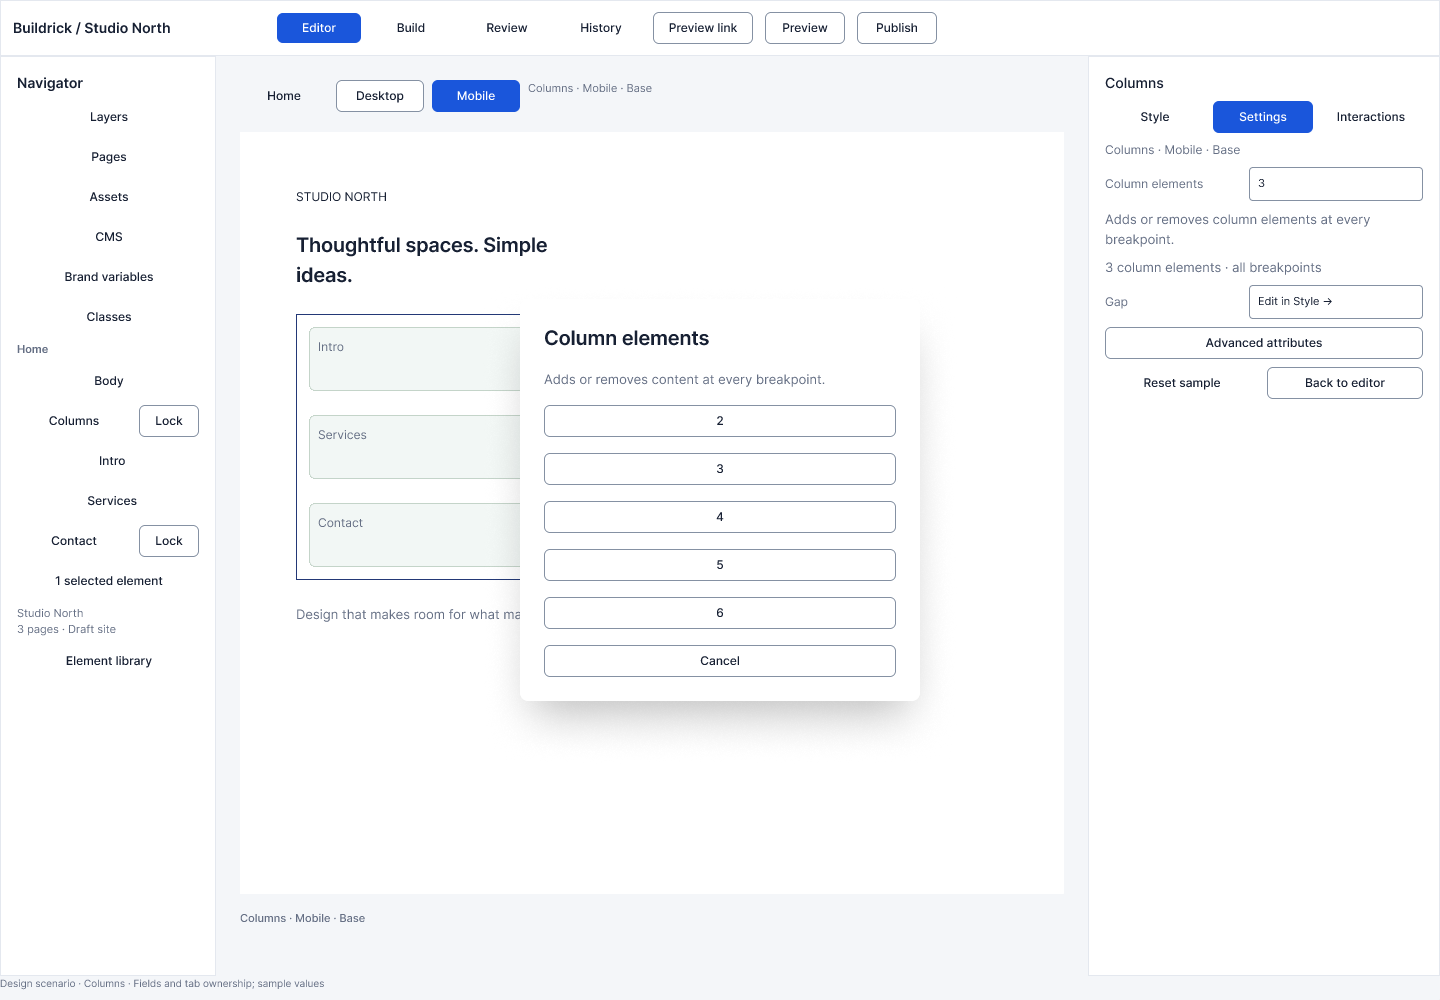 Buildrick / Studio North
Editor
Build
Review
History
Preview link
Preview
Publish
Navigator
Layers
Pages
Assets
CMS
Brand variables
Classes
Home
Body
Columns
Lock
Intro
Services
Contact
Lock
1 selected element
Studio North
3 pages · Draft site
Element library
Home
Desktop
Mobile
Columns · Mobile · Base
STUDIO NORTH
Thoughtful spaces. Simple
ideas.
Intro
Services
Contact
Design that makes room for what ma
Column elements
Adds or removes content at every breakpoint.
2
3
4
5
6
Cancel
Columns · Mobile · Base
Columns
Style
Settings
Interactions
Columns · Mobile · Base
Column elements
3
Adds or removes column elements at every
breakpoint.
3 column elements · all breakpoints
Gap
Edit in Style →
Advanced attributes
Reset sample
Back to editor
Design scenario · Columns · Fields and tab ownership; sample values